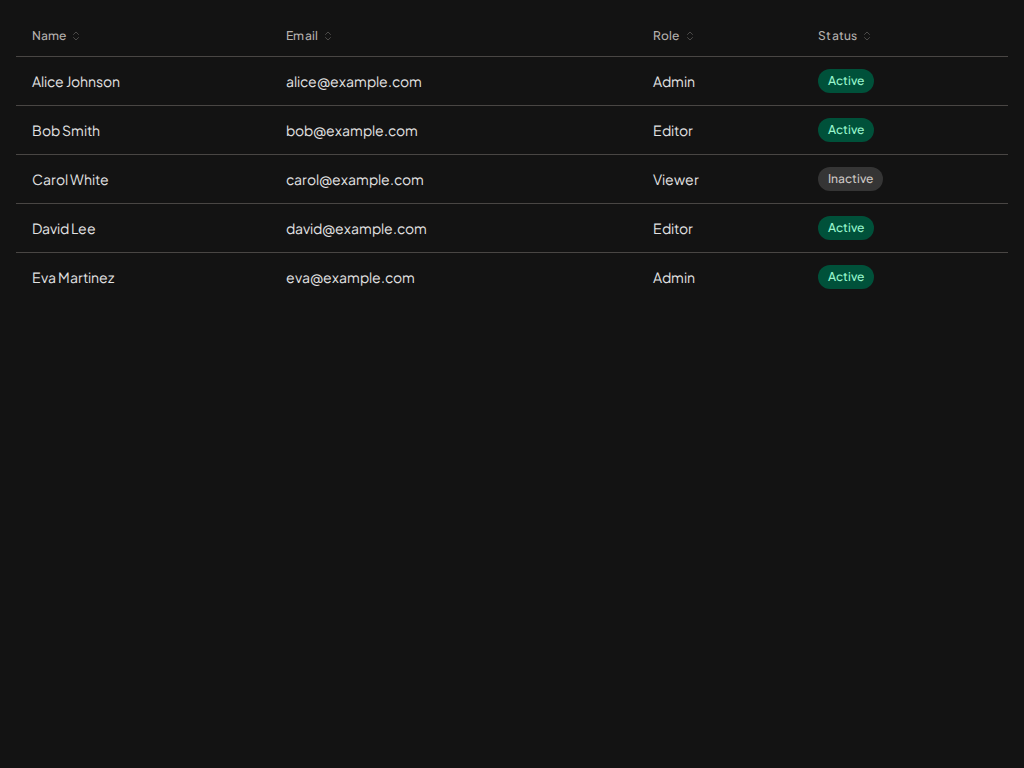 Name Email Role Status
Alice Johnson alice@example.com Admin Active
Bob Smith bob@example.com Editor Active
Carol White carol@example.com Viewer Inactive
David Lee david@example.com Editor Active
Eva Martinez eva@example.com Admin Active